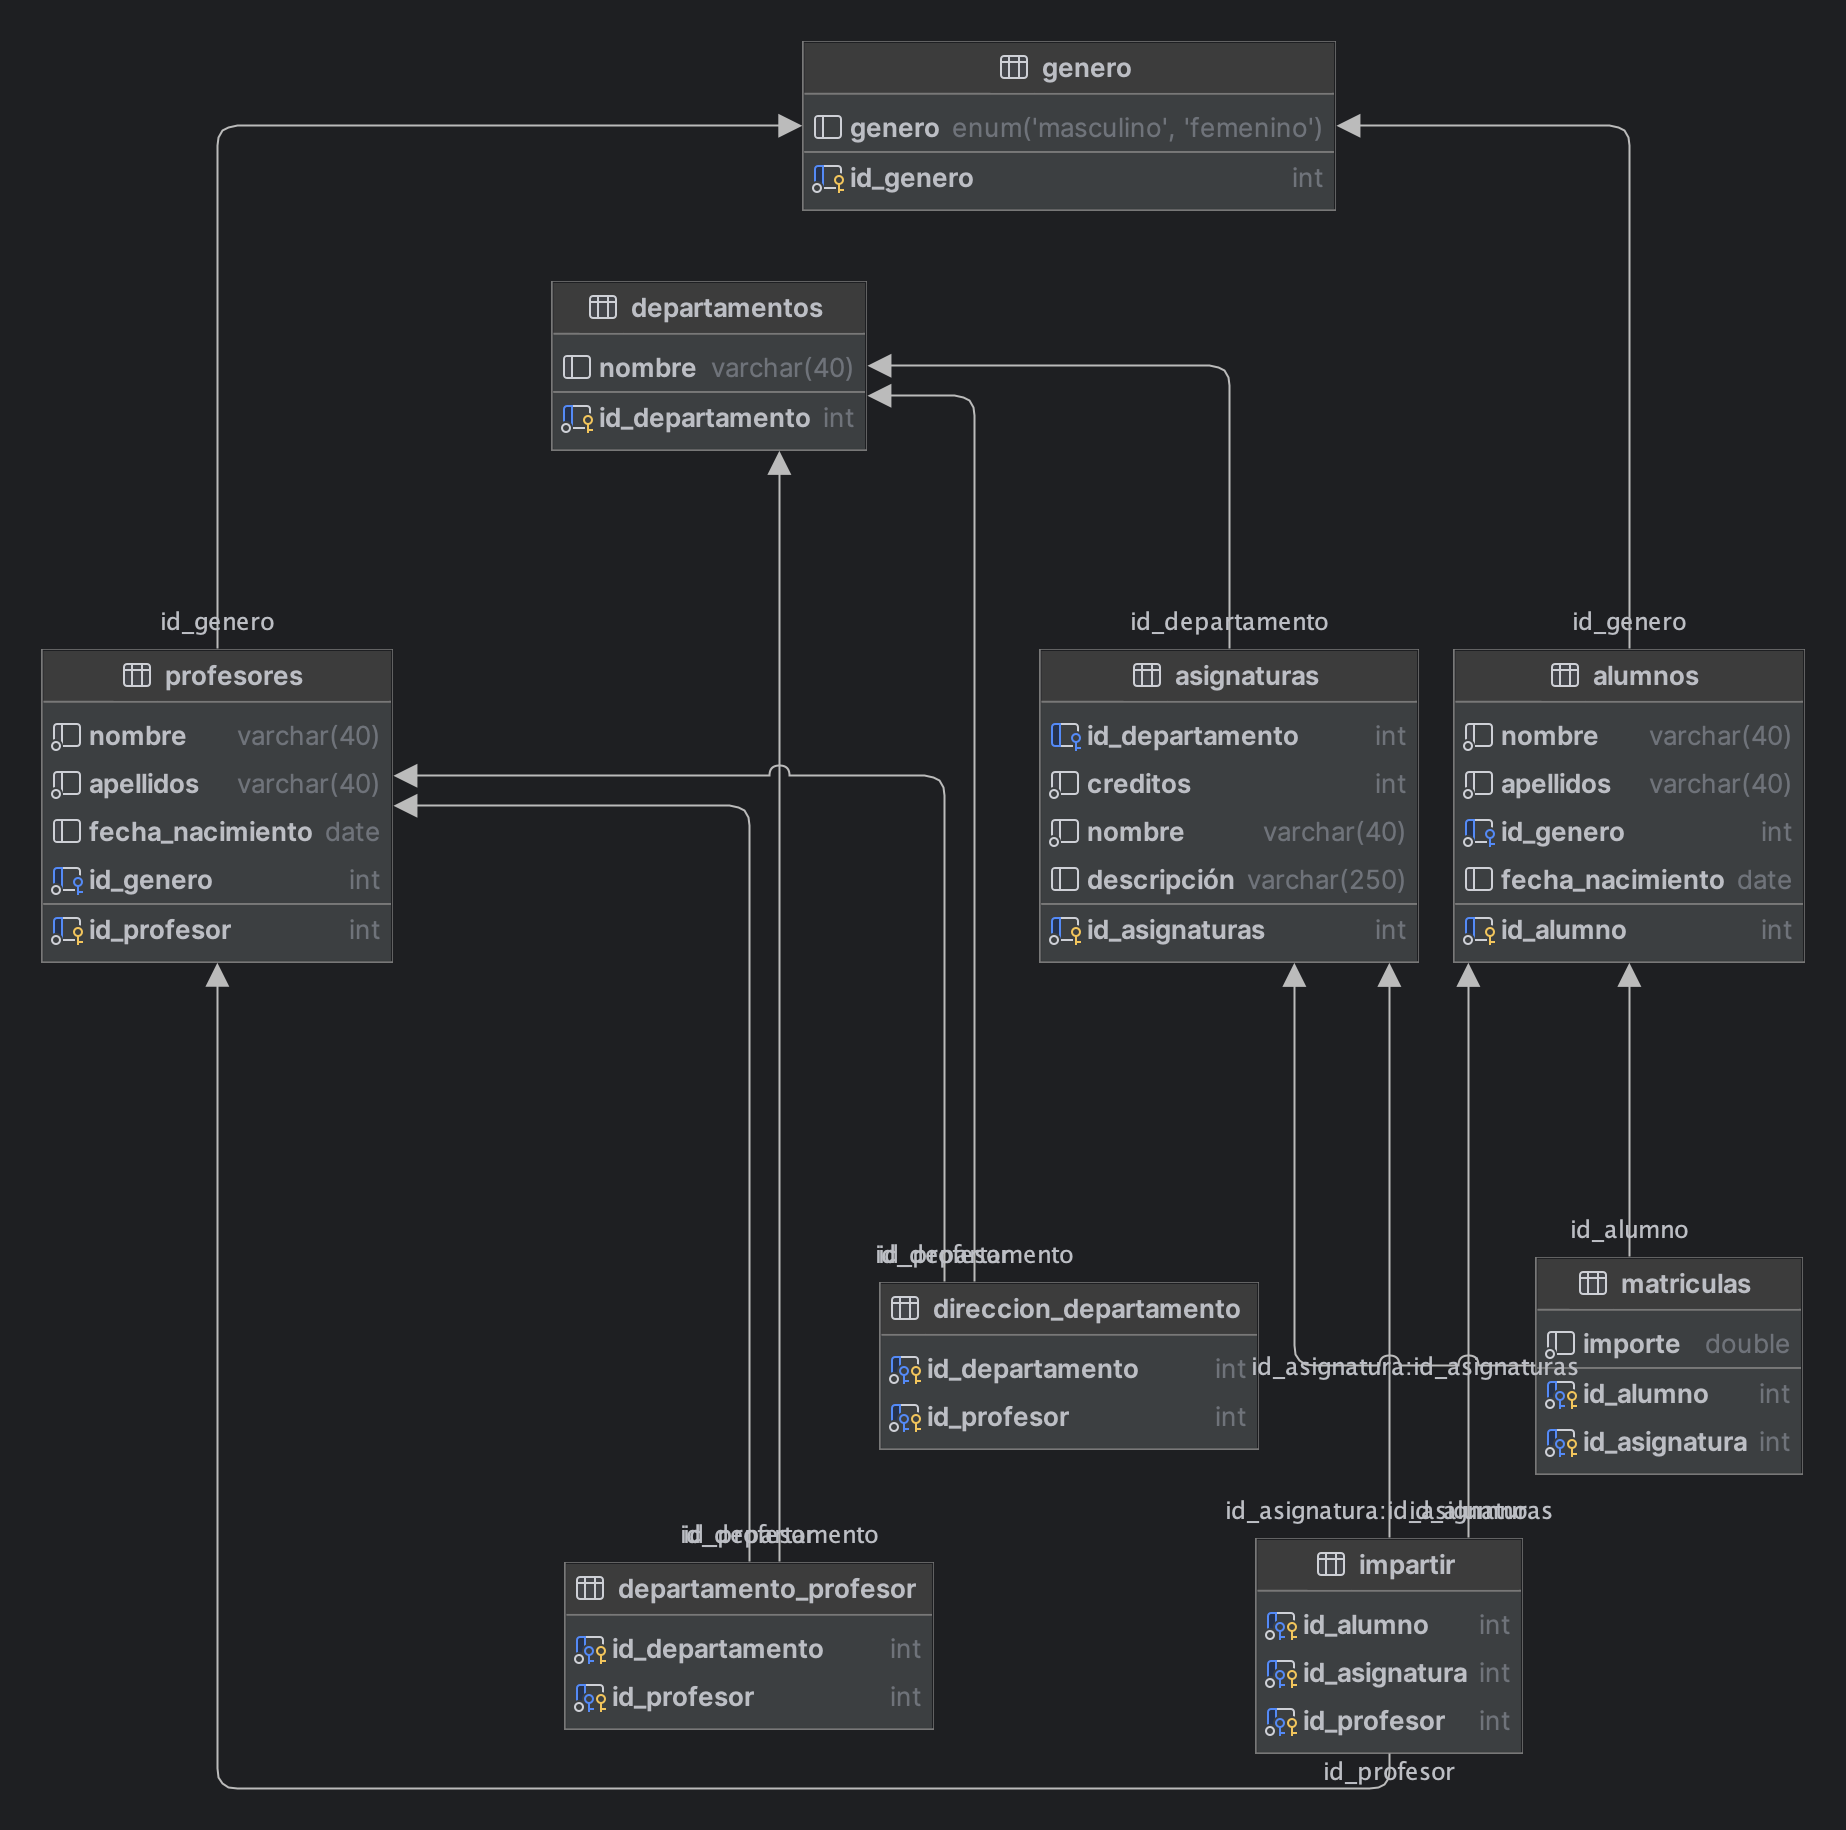 genero
genero enum('masculino', 'femenino')
id_genero int
departamentos
nombre varchar(40)
id_departamento int
id_genero
id_departamento
id_genero
profesores
nombre varchar(40)
apellidos varchar(40)
fecha_nacimiento date
id_genero int
id_profesor int
asignaturas
id_departamento int
creditos int
nombre varchar(40)
descripción varchar(250)
id_asignaturas int
alumnos
nombre varchar(40)
apellidos varchar(40)
id_genero int
fecha_nacimiento date
id_alumno int
id_alumno
id_profesor
id_departamento
direccion_departamento
id_departamento int
id_profesor int
id_asignatura:id_asignaturas
matriculas
importe double
id_alumno int
id_asignatura int
id_profesor
id_departamento
departamento_profesor
id_departamento int
id_profesor int
id_asignatura:id_asignaturas
id_alumno
impartir
id_alumno int
id_asignatura int
id_profesor int
id_profesor